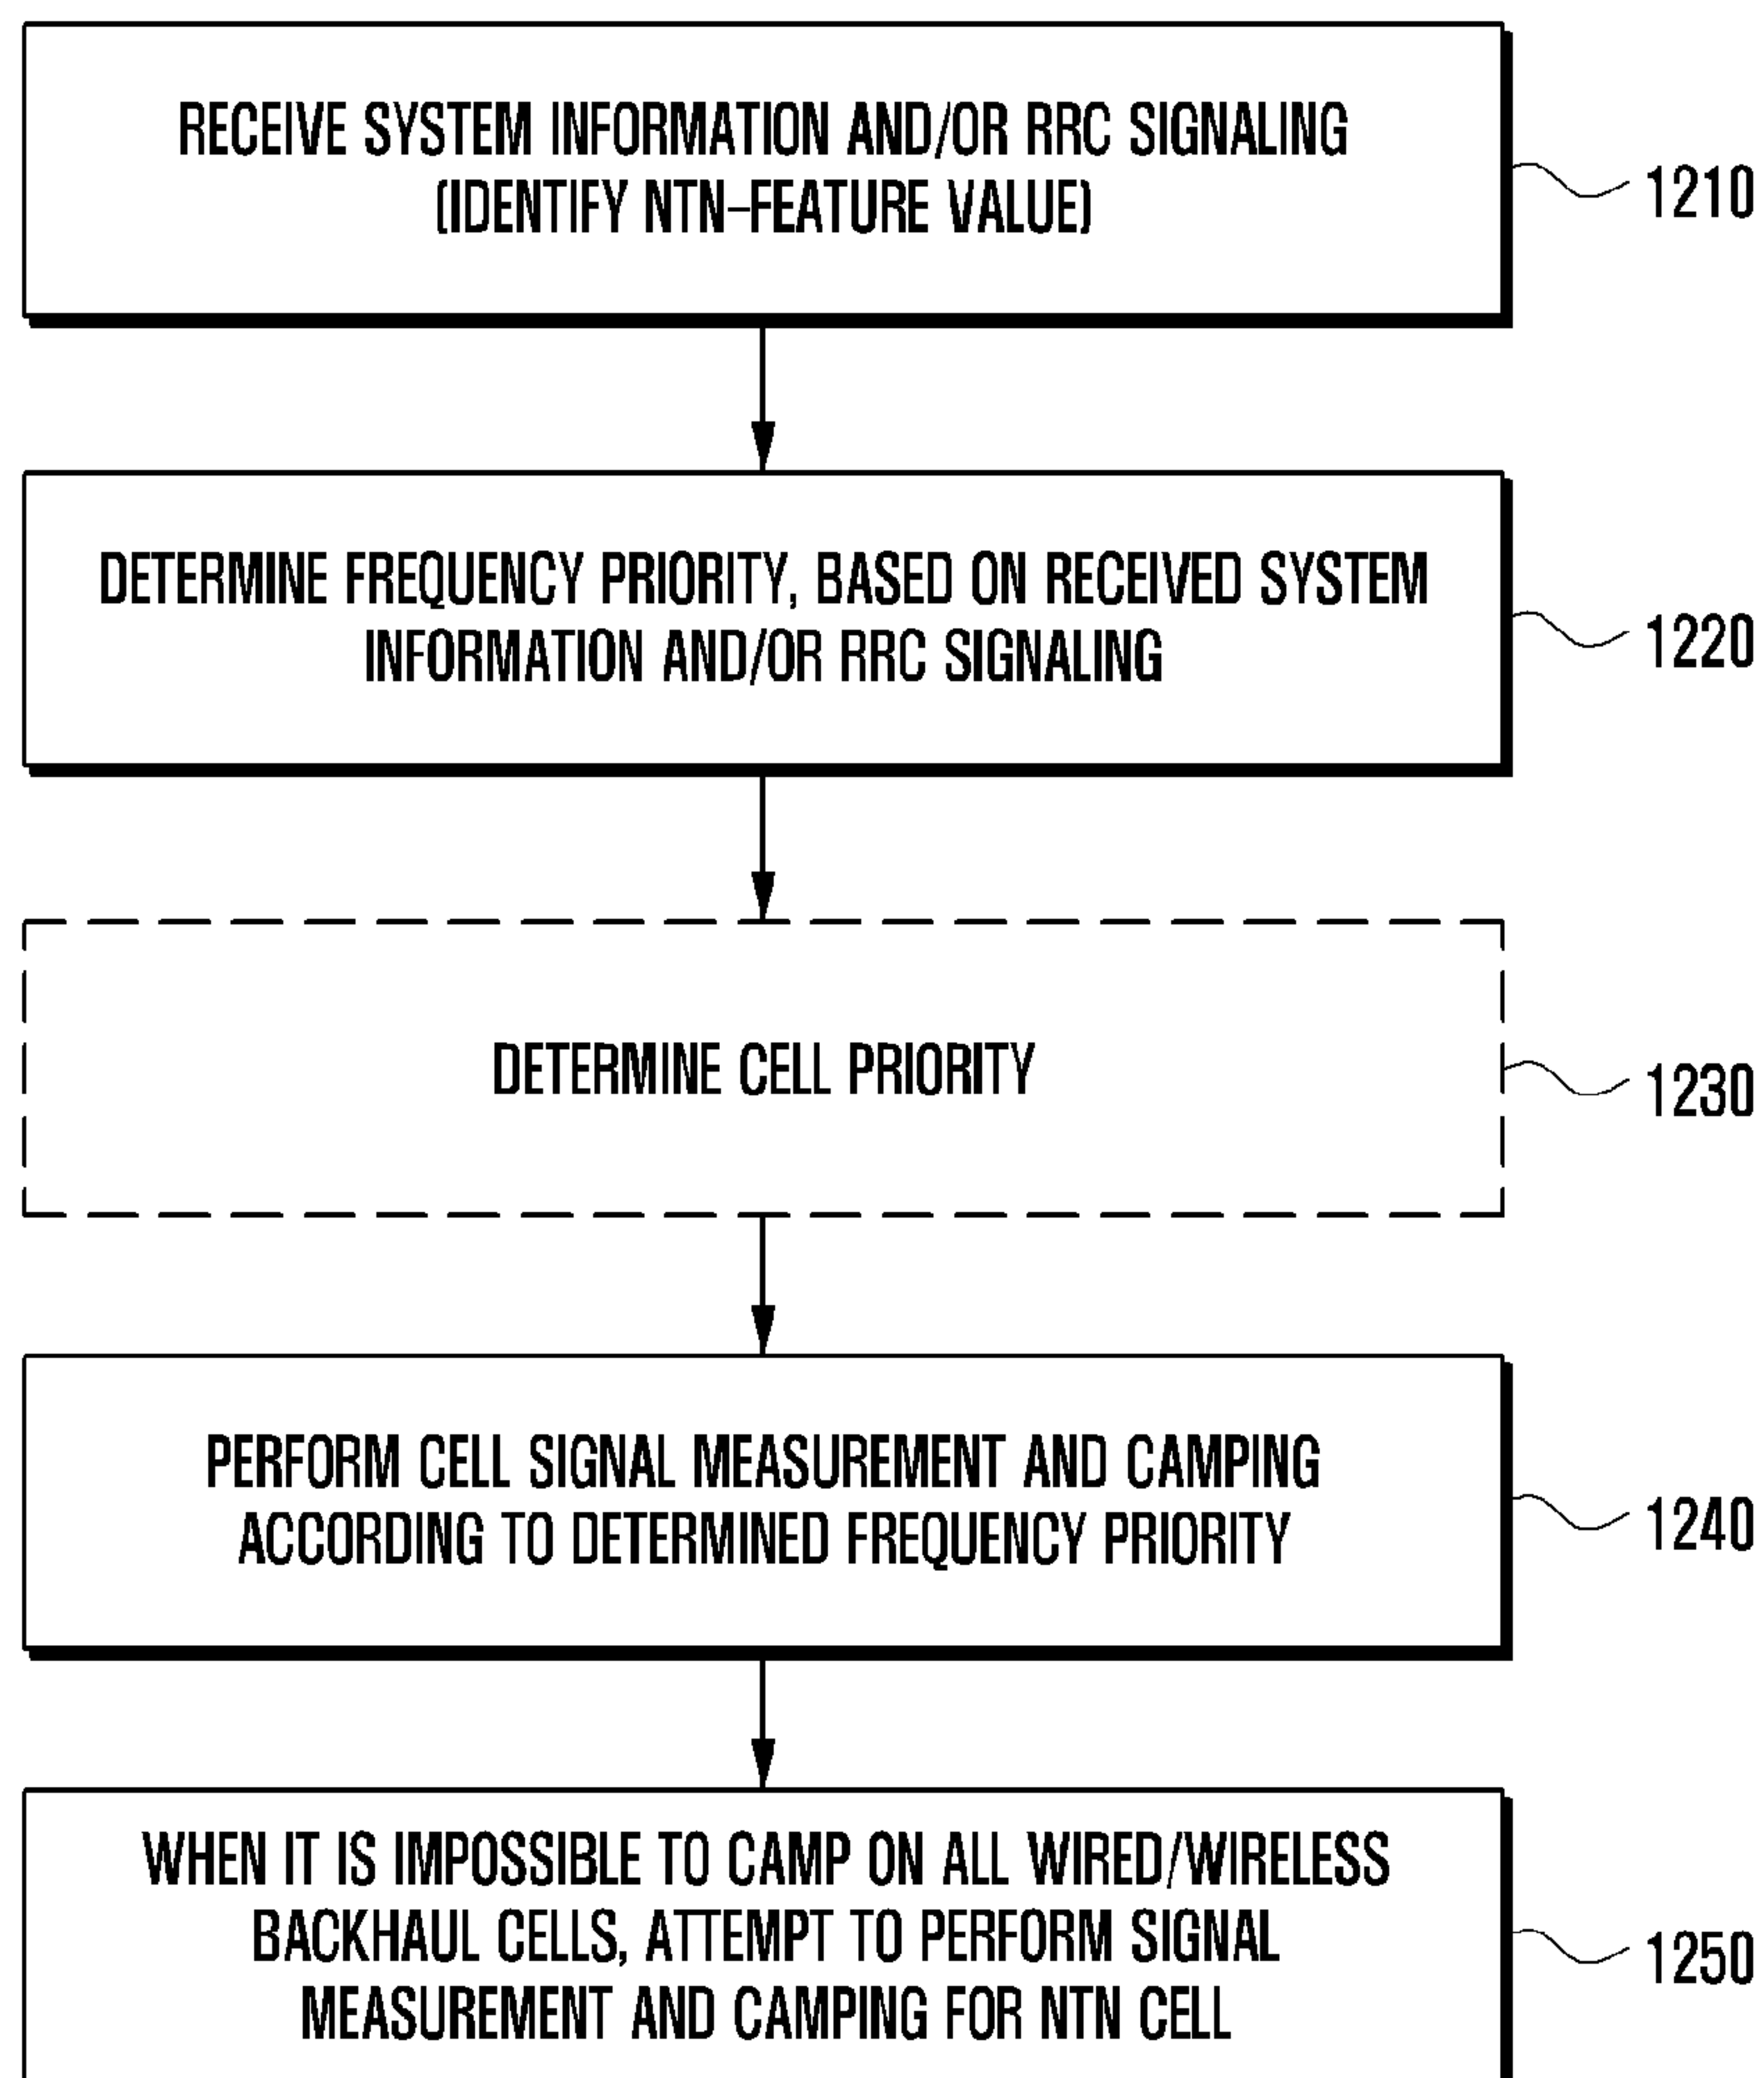 RECEIVE SYSTEM INFORMATION AND/OR RRC SIGNALING
(IDENTIFY NTN-FEATURE VALUE)
1210
DETERMINE FREQUENCY PRIORITY, BASED ON RECEIVED SYSTEM
INFORMATION AND/OR RRC SIGNALING
1220
DETERMINE CELL PRIORITY
1230
PERFORM CELL SIGNAL MEASUREMENT AND CAMPING
ACCORDING TO DETERMINED FREQUENCY PRIORITY
1240
WHEN IT IS IMPOSSIBLE TO CAMP ON ALL WIRED/WIRELESS
BACKHAUL CELLS, ATTEMPT TO PERFORM SIGNAL
MEASUREMENT AND CAMPING FOR NTN CELL
1250